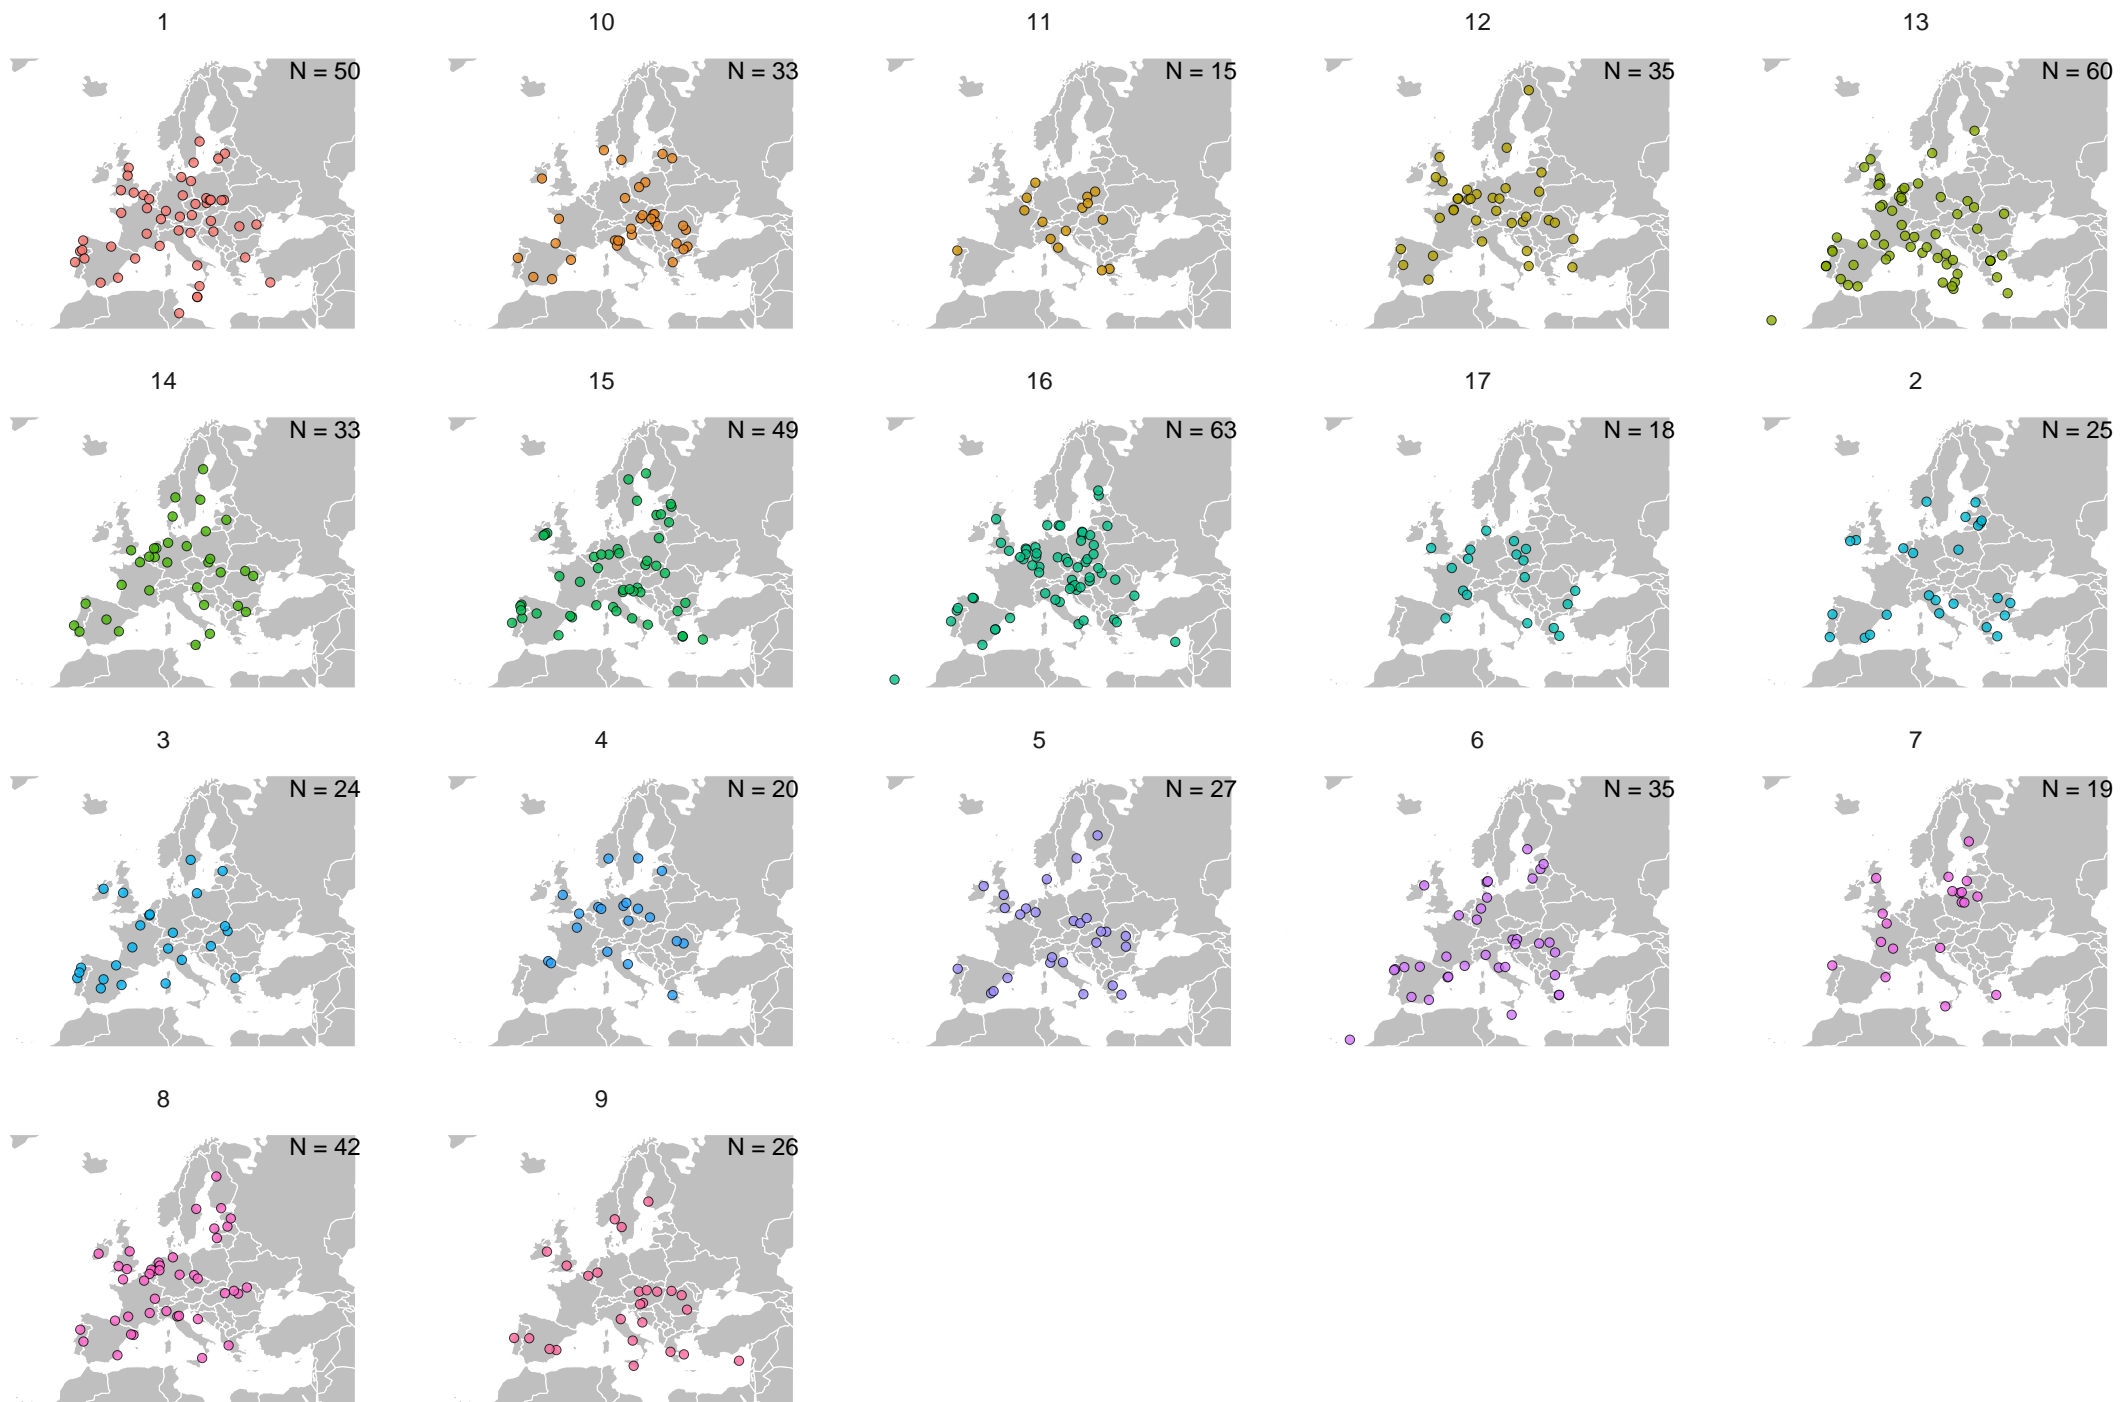 1 10 11 12 13
N = 50 N = 33 N = 15 N = 35 N = 60
14 15 16 17 2
N = 33 N = 49 N = 63 N = 18 N = 25
3 4 5 6 7
N = 24 N = 20 N = 27 N = 35 N = 19
8 9
N = 42 N = 26